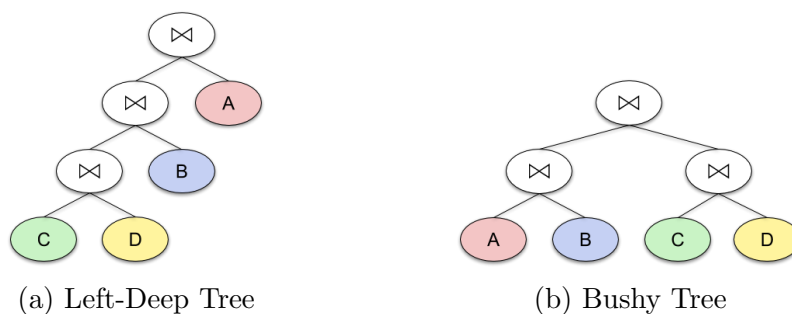 ⋈
⋈ A
⋈
⋈ B
⋈ ⋈
C D
A B C D
(a) Left-Deep Tree
(b) Bushy Tree